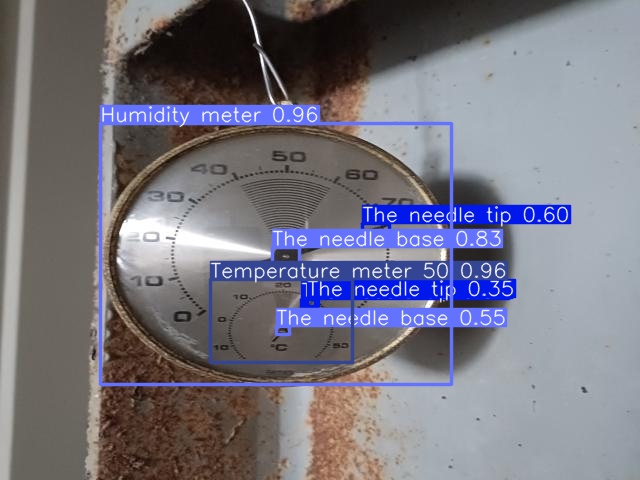 Humidity meter 0.96
50
40
60
30
70
The needle tip 0.60
20
The needle base 0.83
10
Temperature meter 50 0.96
20
The needle tip 0.35
10
0
0
The needle base 0.55
10
°C
50